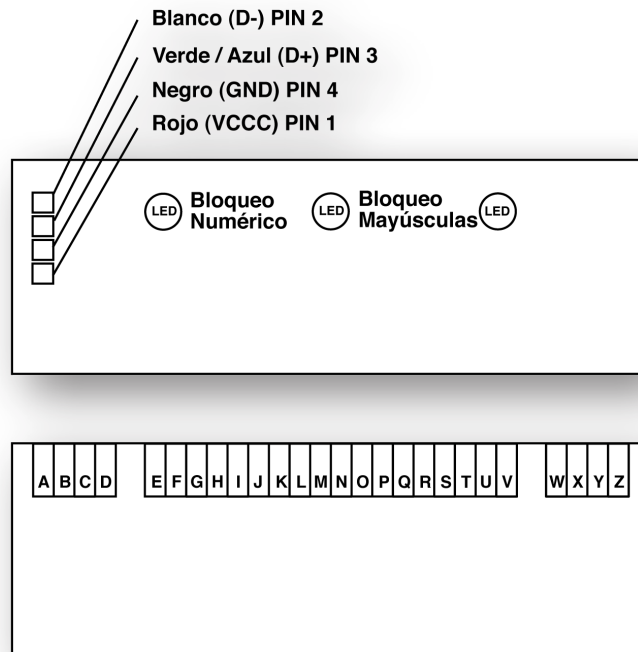 Blanco (D-) PIN 2
Verde / Azul (D+) PIN 3
Negro (GND) PIN 4
Rojo (VCCC) PIN 1
LED Bloqueo Numérico LED Bloqueo Mayúsculas LED
A B C D E F G H I J K L M N O P Q R S T U V W X Y Z